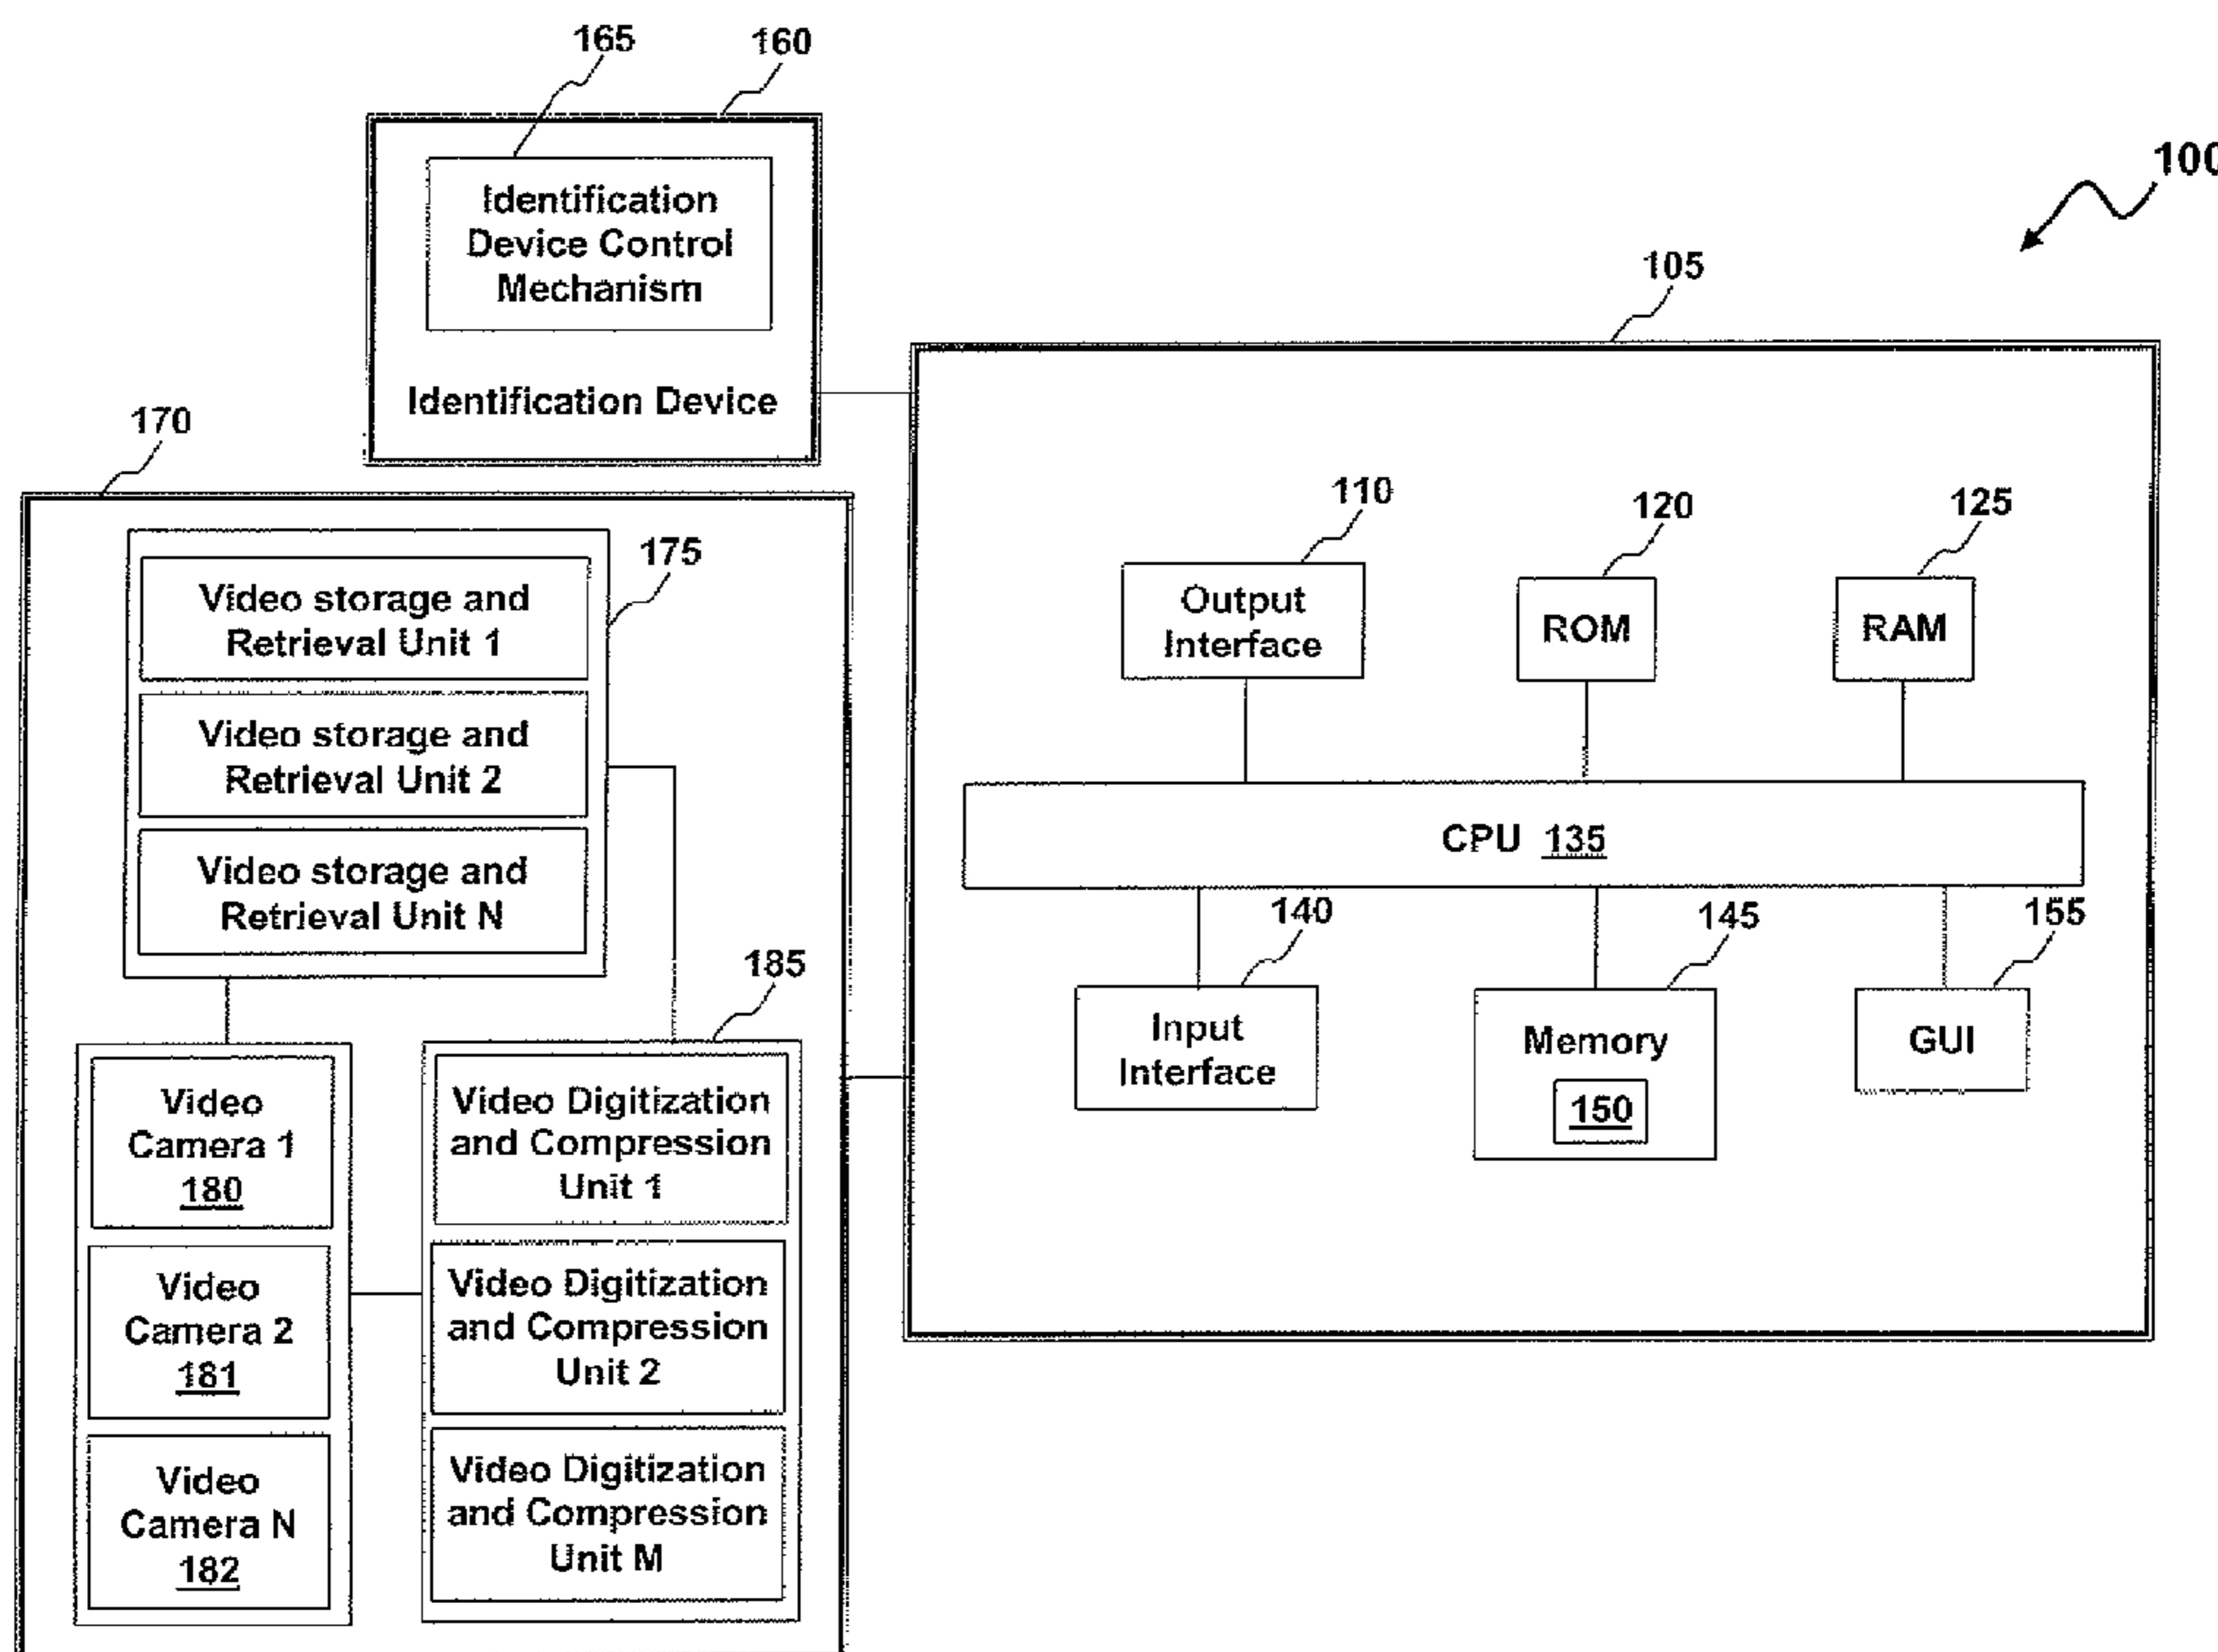 165
160
100
Identification
Device Control
Mechanism
Identification Device
105
170
175
Video storage and
Retrieval Unit 1
Video storage and
Retrieval Unit 2
Video storage and
Retrieval Unit N
185
Video
Camera 1
180
Video
Camera 2
181
Video
Camera N
182
Video Digitization
and Compression
Unit 1
Video Digitization
and Compression
Unit 2
Video Digitization
and Compression
Unit M
110
120
125
Output
Interface
ROM
RAM
CPU 135
140
145
155
Input
Interface
Memory
150
GUI